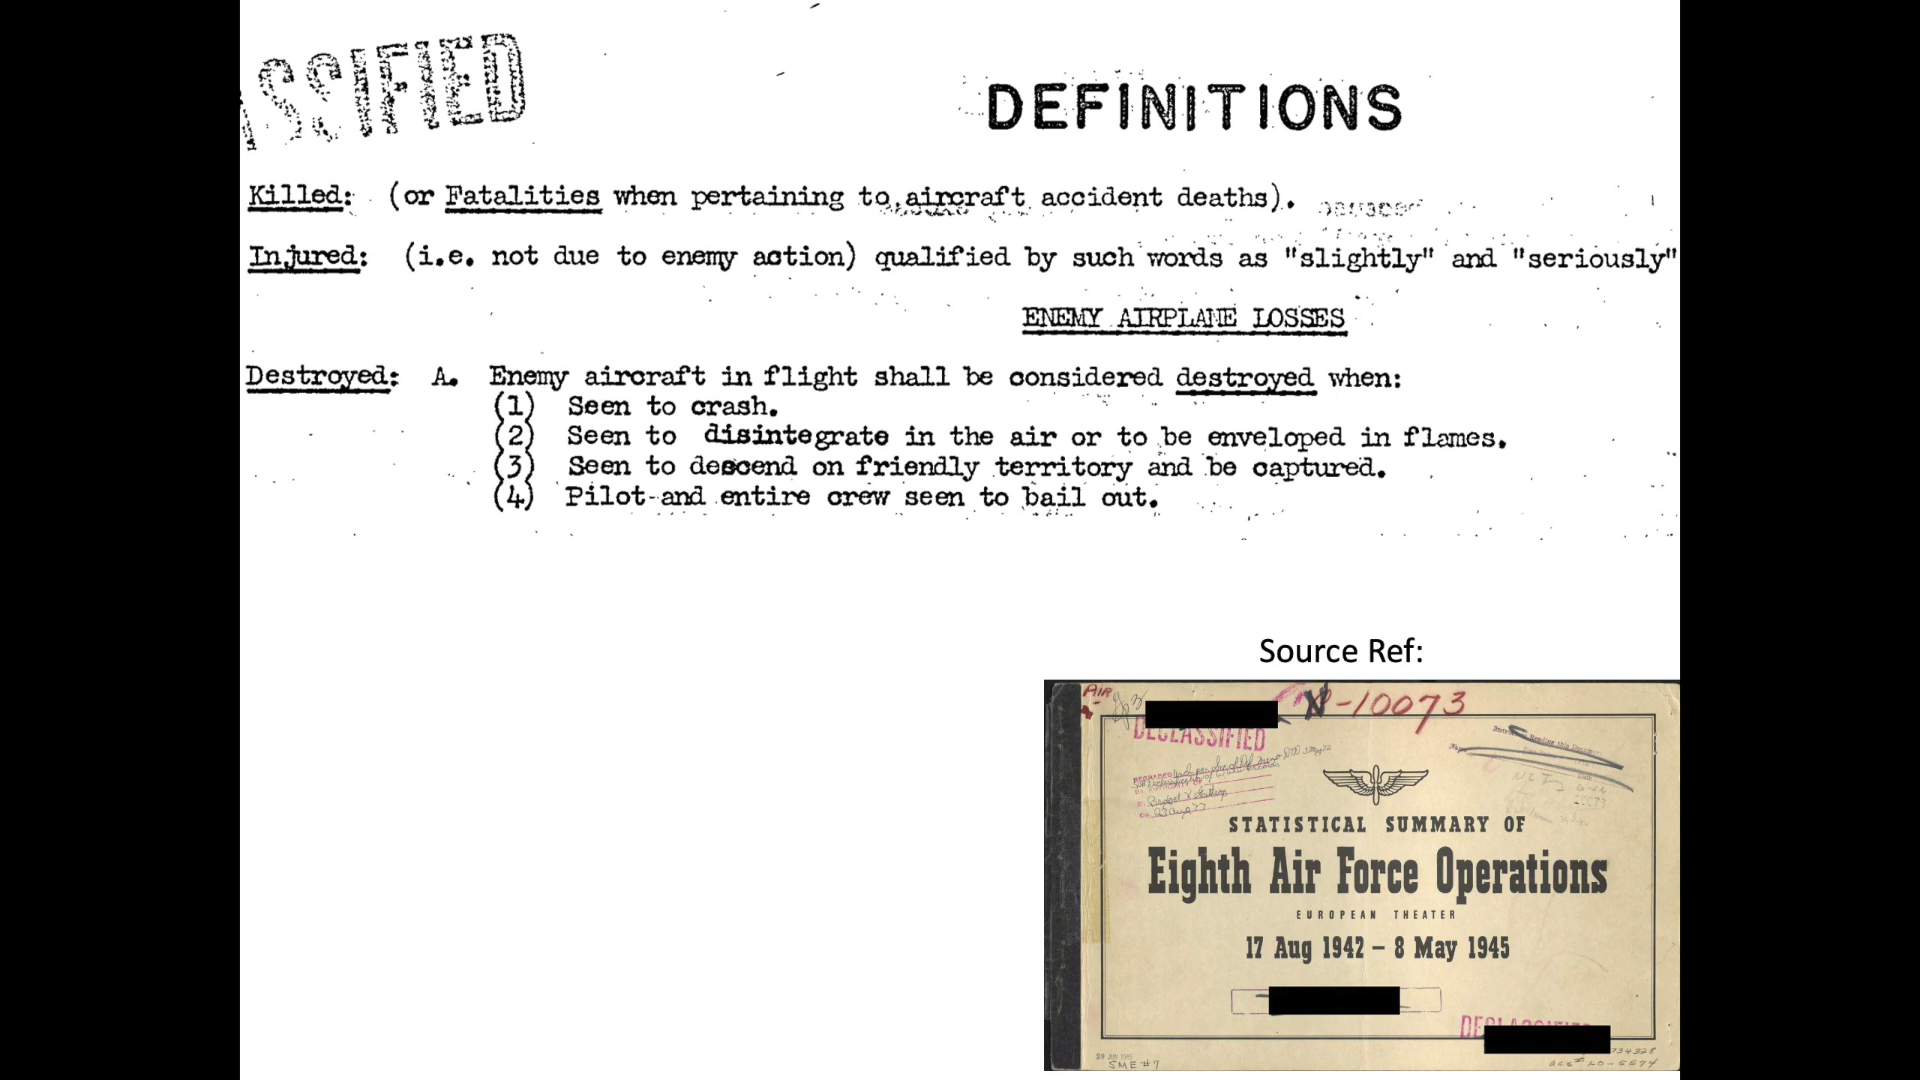 ASSIFIED
DEFINITIONS
Killed: (or Fatalities when pertaining to aircraft accident deaths).
Injured: (i.e. not due to enemy action) qualified by such words as "slightly" and "seriously"
ENEMY AIRPLANE LOSSES
Destroyed: A. Enemy aircraft in flight shall be considered destroyed when:
(1) Seen to crash.
(2) Seen to disintegrate in the air or to be enveloped in flames.
(3) Seen to descend on friendly territory and be captured.
(4) Pilot and entire crew seen to bail out.
Source Ref:
AIR
-10073
DECLASSIFIED
STATISTICAL SUMMARY OF
Eighth Air Force Operations
EUROPEAN THEATER
17 Aug 1942 – 8 May 1945
DECLASSIFIED
SME #7